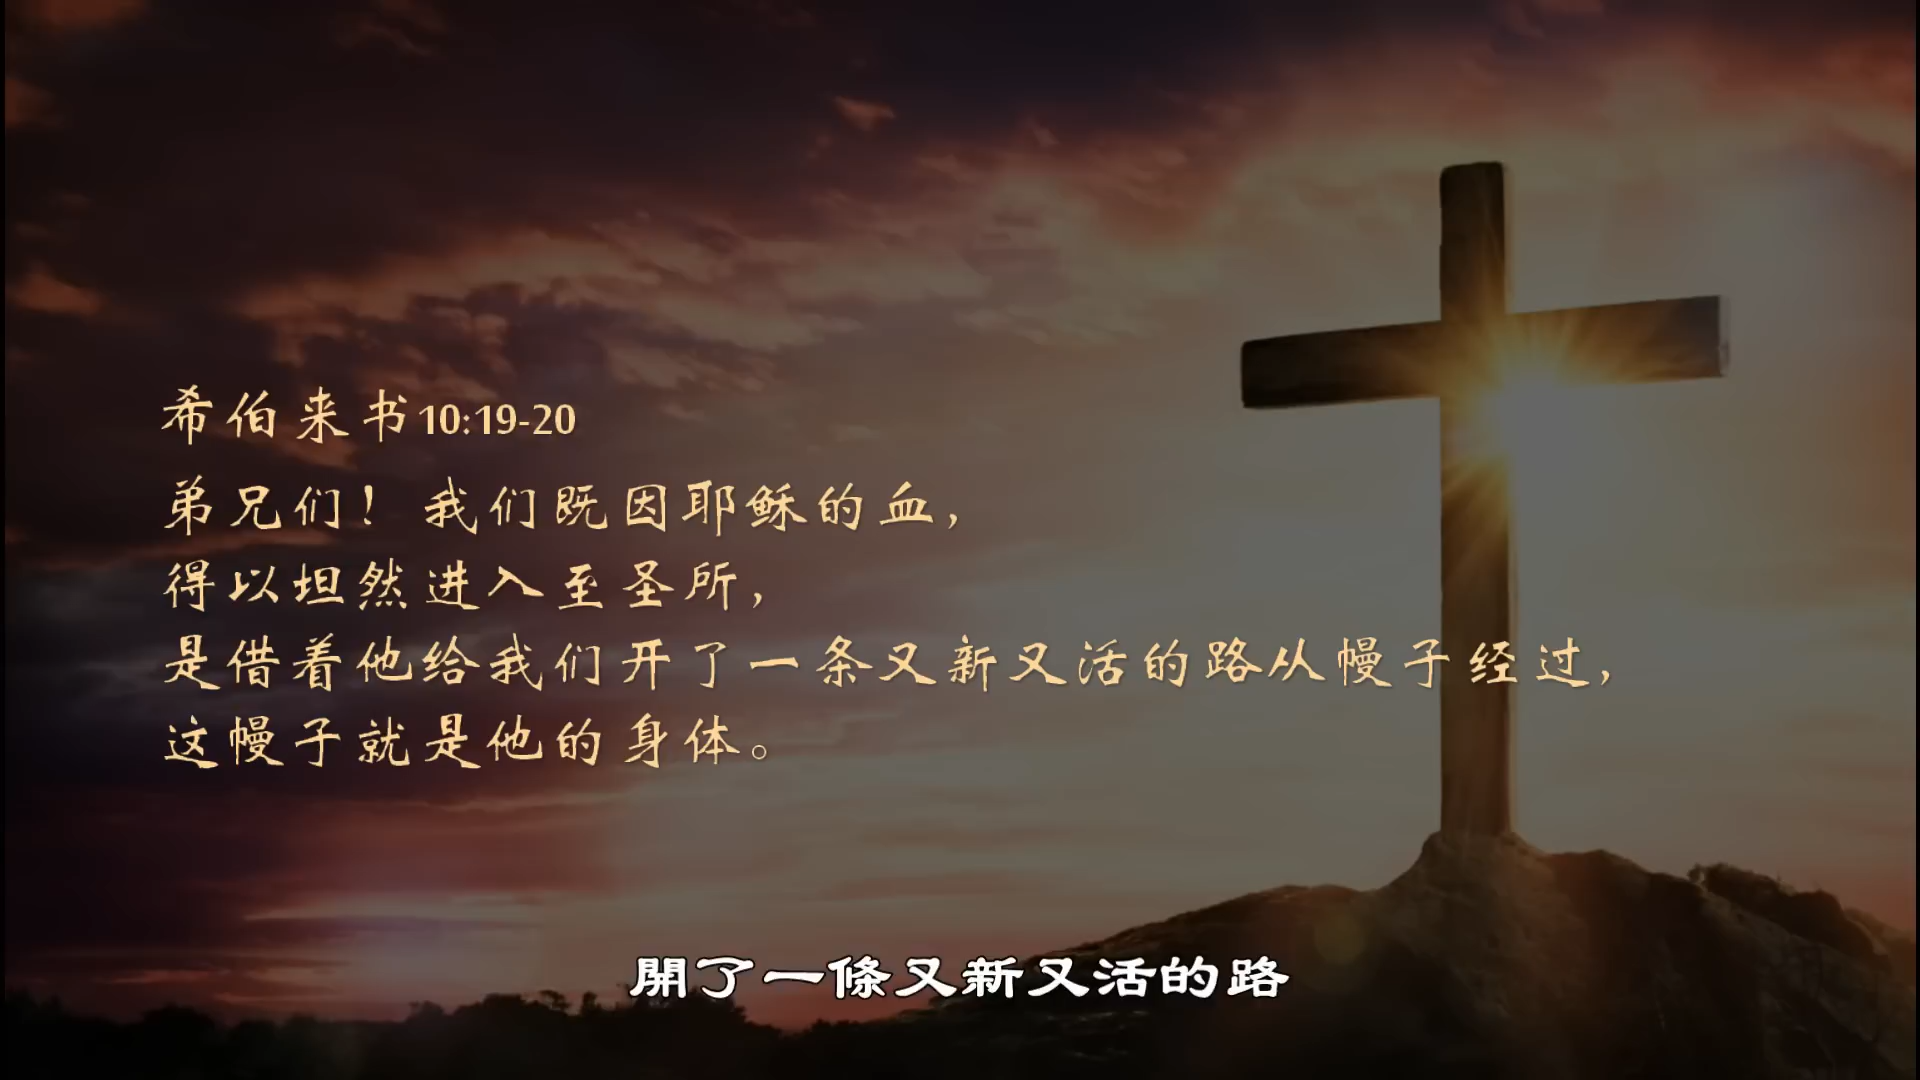 希伯来书10:19-20
弟兄们！我们既因耶稣的血，
得以坦然进入至圣所，
是借着他给我们开了一条又新又活的路从幔子经过，
这幔子就是他的身体。
開了一條又新又活的路